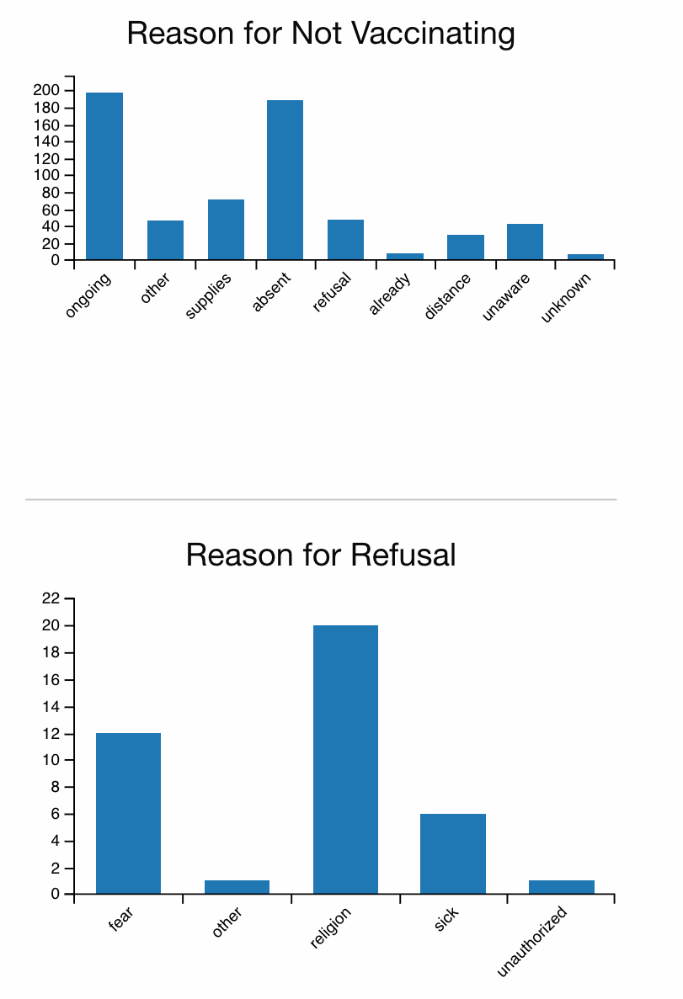 Reason for Not Vaccinating
200
180
160
140
120
100
80
60
40
20
0
ongoing
other
supplies
absent
refusal
already
distance
unaware
unknown
Reason for Refusal
22
20
18
16
14
12
10
8
6
4
2
0
fear
other
religion
sick
unauthorized